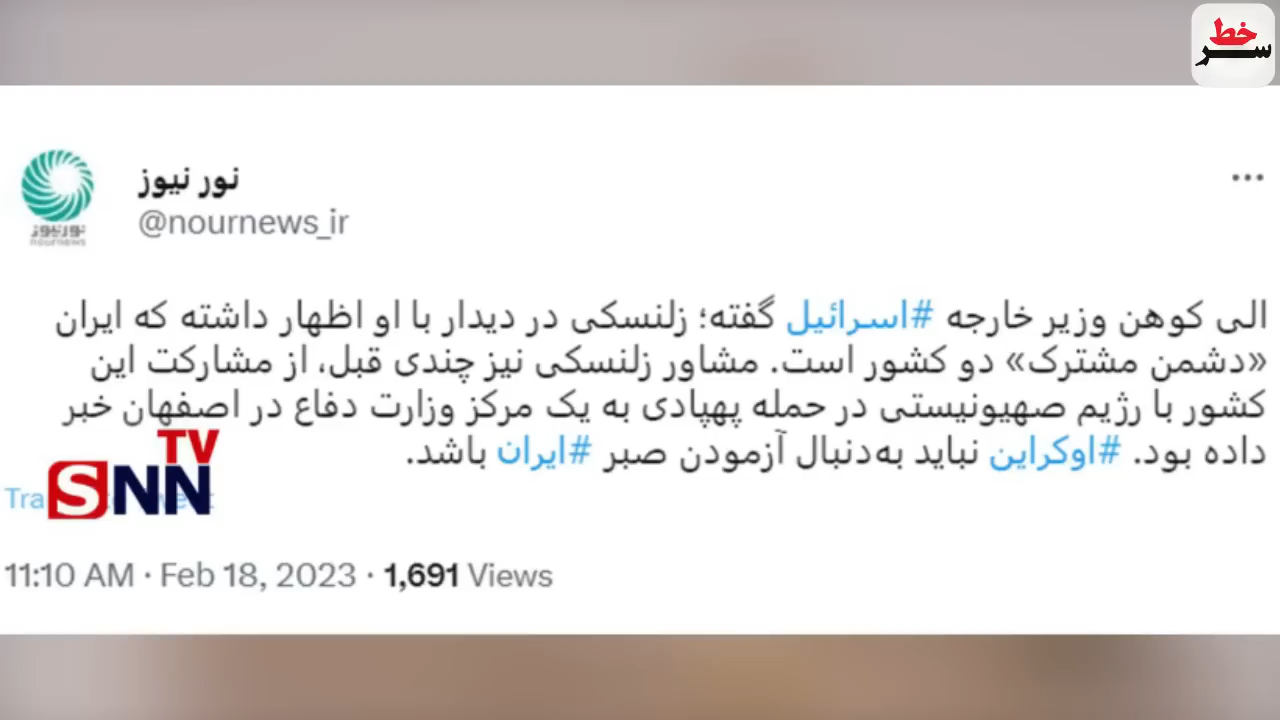 خط
سر
نور نیوز
@nournews_ir
نورنیوز
nournews
الی کوهن وزیر خارجه #اسرائیل گفته؛ زلنسکی در دیدار با او اظهار داشته که ایران
«دشمن مشترک» دو کشور است. مشاور زلنسکی نیز چندی قبل، از مشارکت این
کشور با رژیم صهیونیستی در حمله پهپادی به یک مرکز وزارت دفاع در اصفهان خبر
داده بود. #اوکراین نباید به‌دنبال آزمودن صبر #ایران باشد.
TV
SNN
11:10 AM · Feb 18, 2023 · 1,691 Views